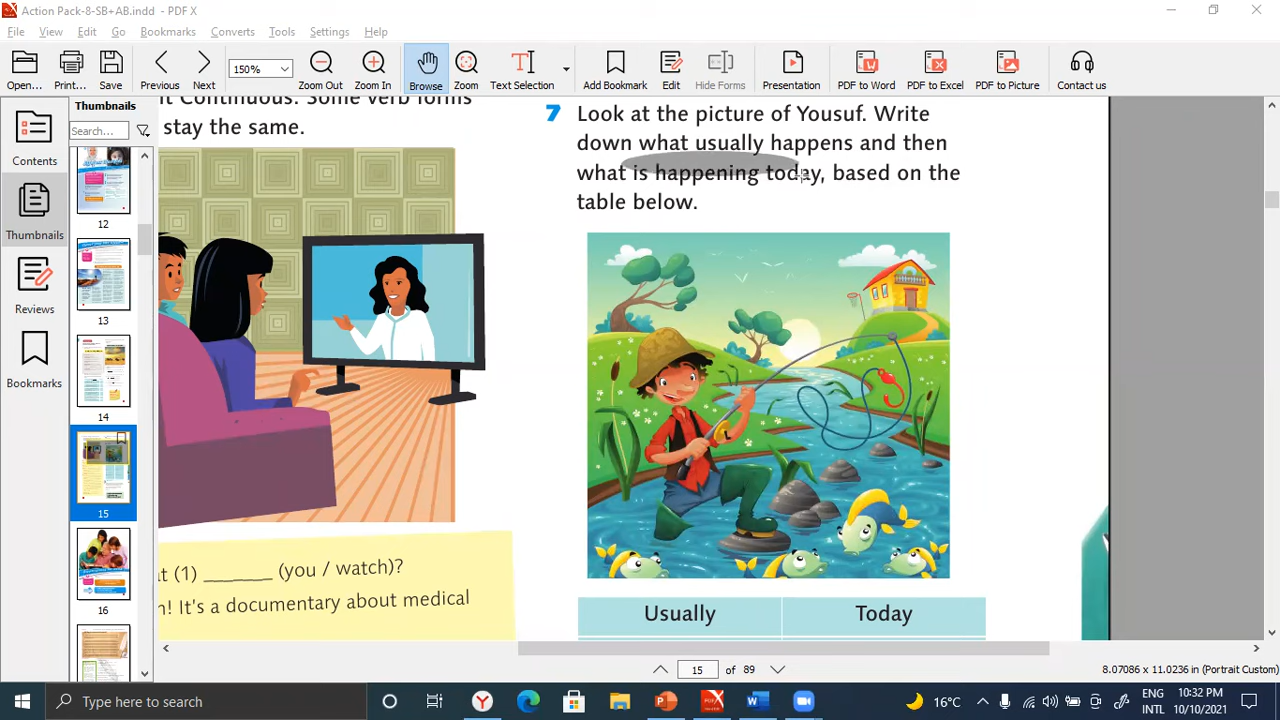 Action Pack-8-SB+AB.indd - PDF X
File View Edit Go Bookmarks Converts Tools Settings Help
Open... Print... Save Previous Next 150% Zoom Out Zoom In Browse Zoom Text Selection Add Bookmark Edit Hide Forms Presentation PDF to Word PDF to Excel PDF to Picture Contact us
Thumbnails
Search...
Contents
Thumbnails
Reviews
Bookmarks
12
13
14
15
16
Continuous. Some verb forms
stay the same.
(1) _______ (you / watch)?
It's a documentary about medical
7 Look at the picture of Yousuf. Write
down what usually happens and then
what is happening today, based on the
table below.
Usually Today
15 of 89
8.07086 x 11.0236 in (Portrait Custom)
Type here to search
16°C
ENG
INTL
10:32 PM
10/10/2021